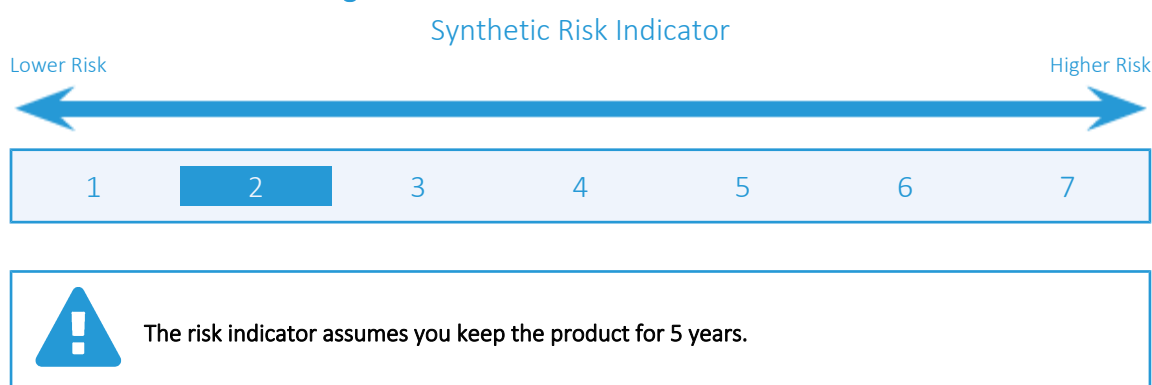 Synthetic Risk Indicator
Lower Risk Higher Risk
1 2 3 4 5 6 7
The risk indicator assumes you keep the product for 5 years.